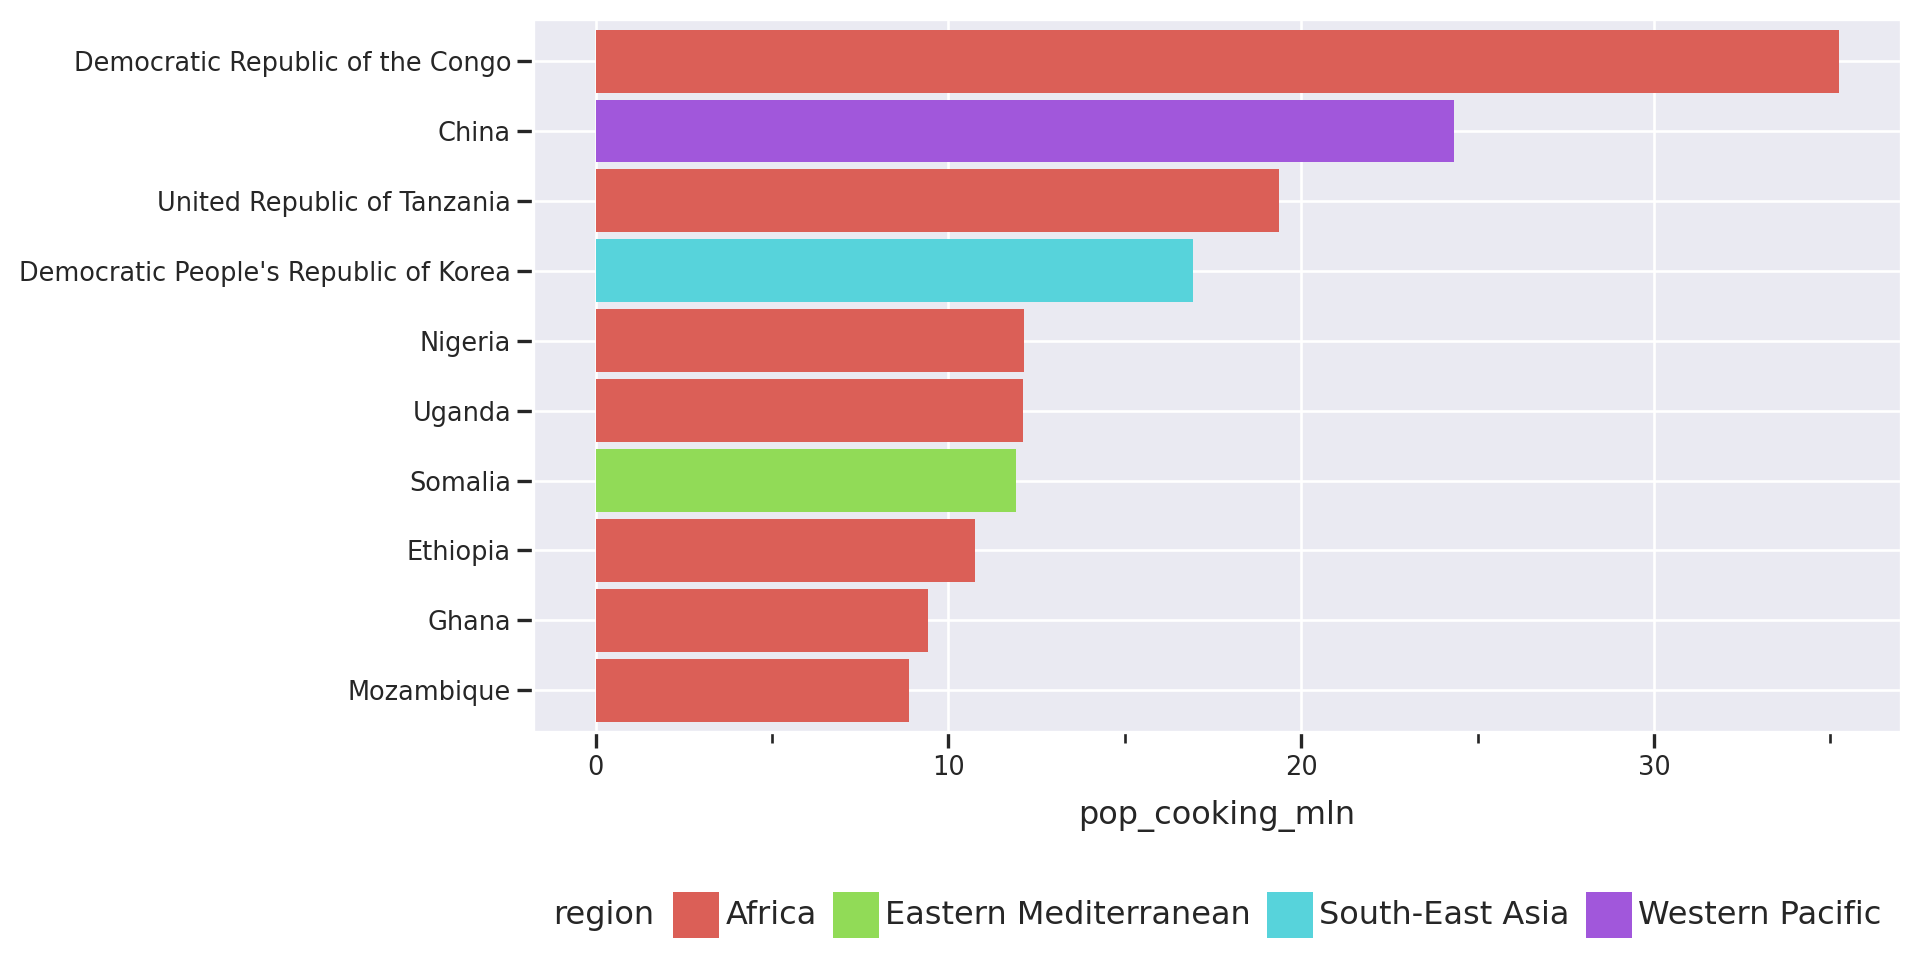 Democratic Republic of the Congo
China
United Republic of Tanzania
Democratic People's Republic of Korea
Nigeria
Uganda
Somalia
Ethiopia
Ghana
Mozambique
0 10 20 30
pop_cooking_mln
region Africa Eastern Mediterranean South-East Asia Western Pacific